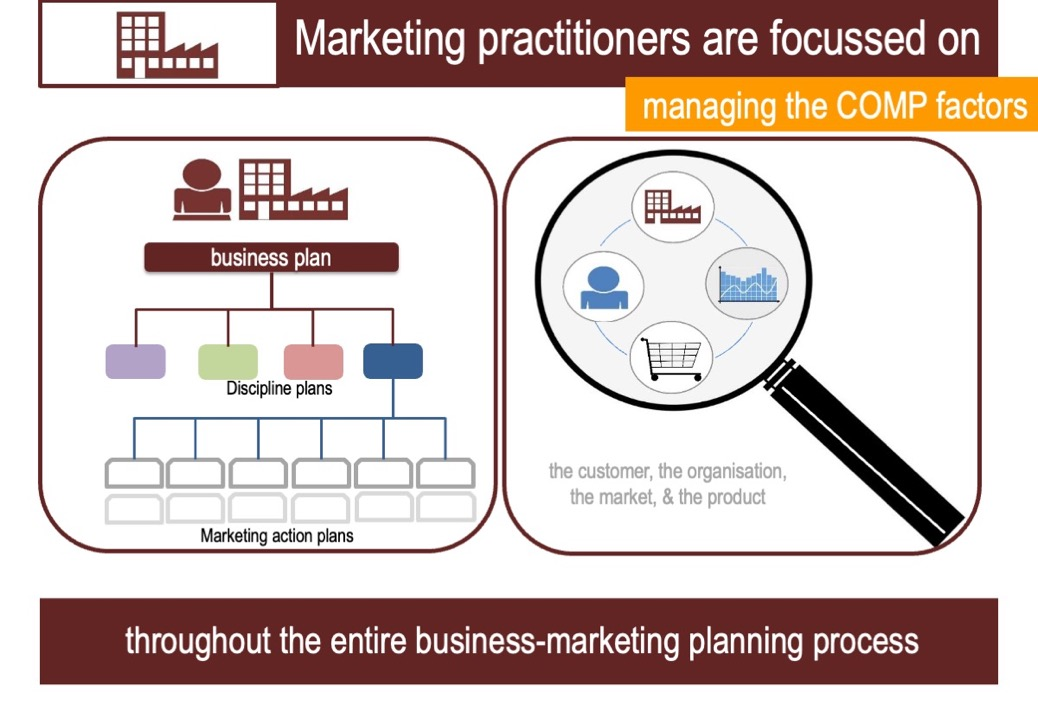 Marketing practitioners are focussed on
managing the COMP factors
business plan
Discipline plans
Marketing action plans
the customer, the organisation,
the market, & the product
throughout the entire business-marketing planning process